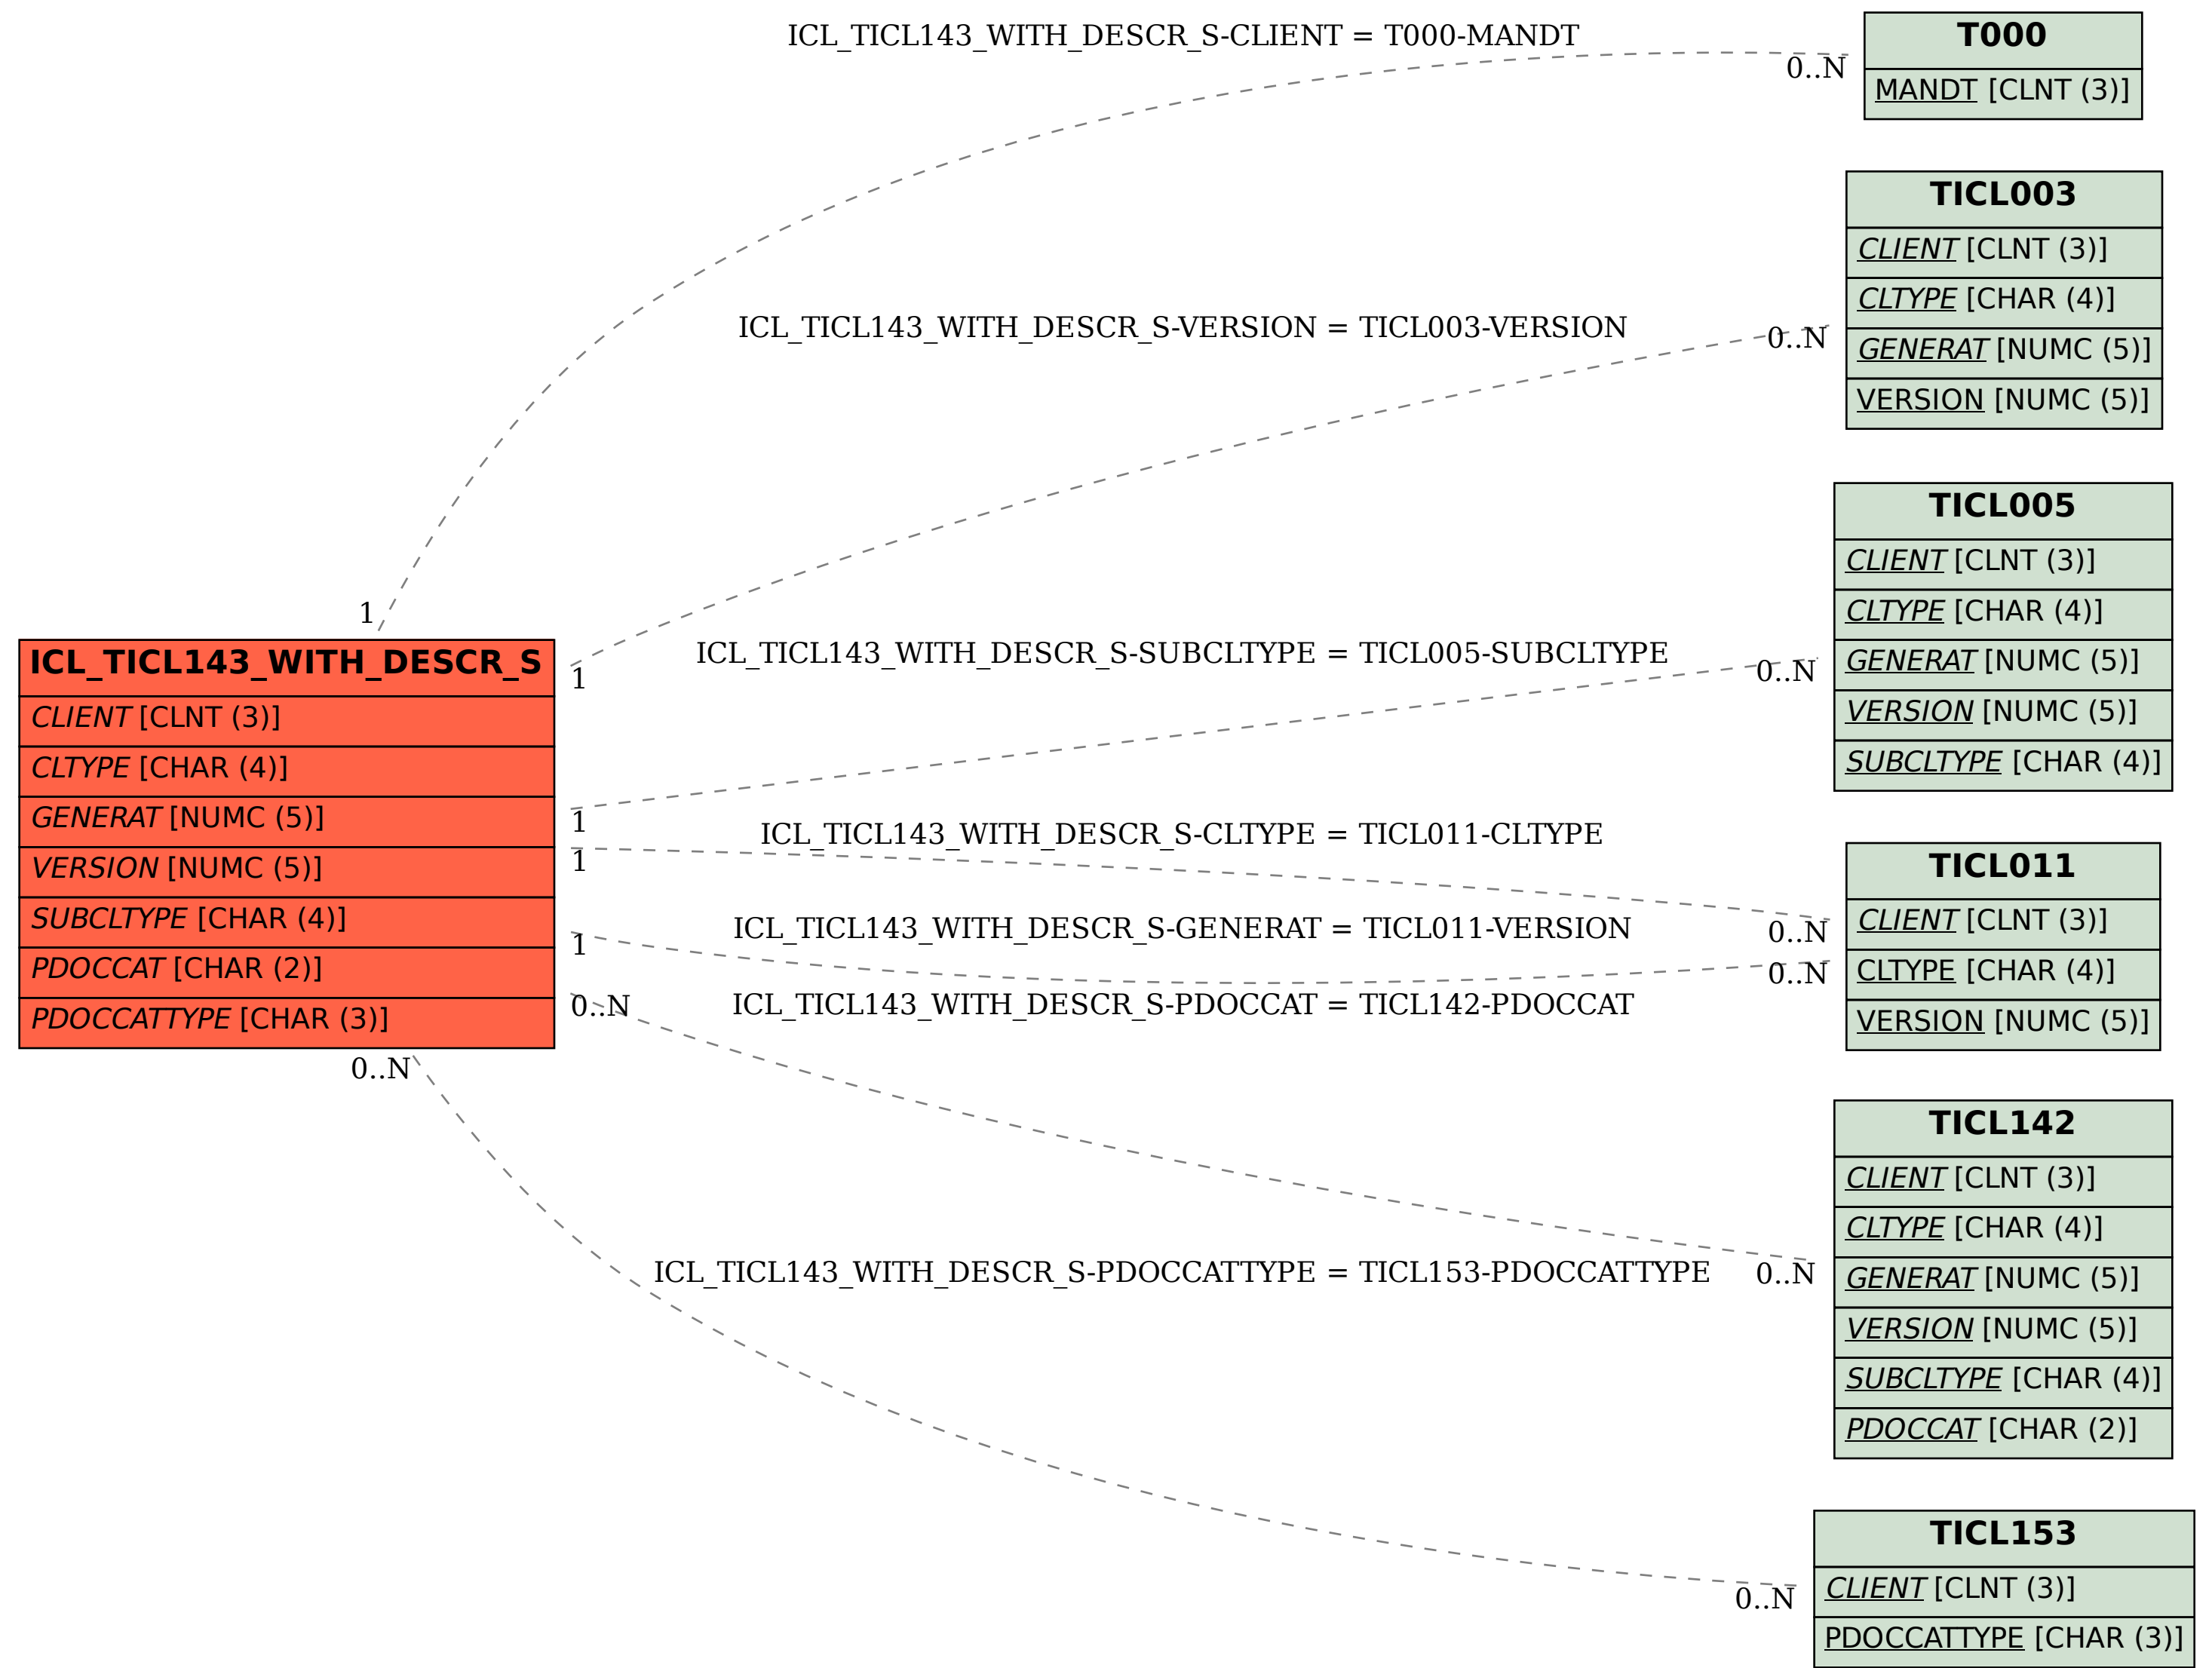 ICL_TICL143_WITH_DESCR_S-CLIENT = T000-MANDT
0..N
1
T000
MANDT [CLNT (3)]
ICL_TICL143_WITH_DESCR_S-VERSION = TICL003-VERSION
0..N
1
TICL003
CLIENT [CLNT (3)]
CLTYPE [CHAR (4)]
GENERAT [NUMC (5)]
VERSION [NUMC (5)]
ICL_TICL143_WITH_DESCR_S
CLIENT [CLNT (3)]
CLTYPE [CHAR (4)]
GENERAT [NUMC (5)]
VERSION [NUMC (5)]
SUBCLTYPE [CHAR (4)]
PDOCCAT [CHAR (2)]
PDOCCATTYPE [CHAR (3)]
ICL_TICL143_WITH_DESCR_S-SUBCLTYPE = TICL005-SUBCLTYPE
0..N
1
TICL005
CLIENT [CLNT (3)]
CLTYPE [CHAR (4)]
GENERAT [NUMC (5)]
VERSION [NUMC (5)]
SUBCLTYPE [CHAR (4)]
ICL_TICL143_WITH_DESCR_S-CLTYPE = TICL011-CLTYPE
1
0..N
ICL_TICL143_WITH_DESCR_S-GENERAT = TICL011-VERSION
1
0..N
TICL011
CLIENT [CLNT (3)]
CLTYPE [CHAR (4)]
VERSION [NUMC (5)]
ICL_TICL143_WITH_DESCR_S-PDOCCAT = TICL142-PDOCCAT
0..N
0..N
TICL142
CLIENT [CLNT (3)]
CLTYPE [CHAR (4)]
GENERAT [NUMC (5)]
VERSION [NUMC (5)]
SUBCLTYPE [CHAR (4)]
PDOCCAT [CHAR (2)]
0..N
ICL_TICL143_WITH_DESCR_S-PDOCCATTYPE = TICL153-PDOCCATTYPE
0..N
TICL153
CLIENT [CLNT (3)]
PDOCCATTYPE [CHAR (3)]